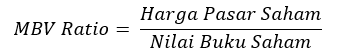 MBV Ratio = Harga Pasar Saham
Nilai Buku Saham